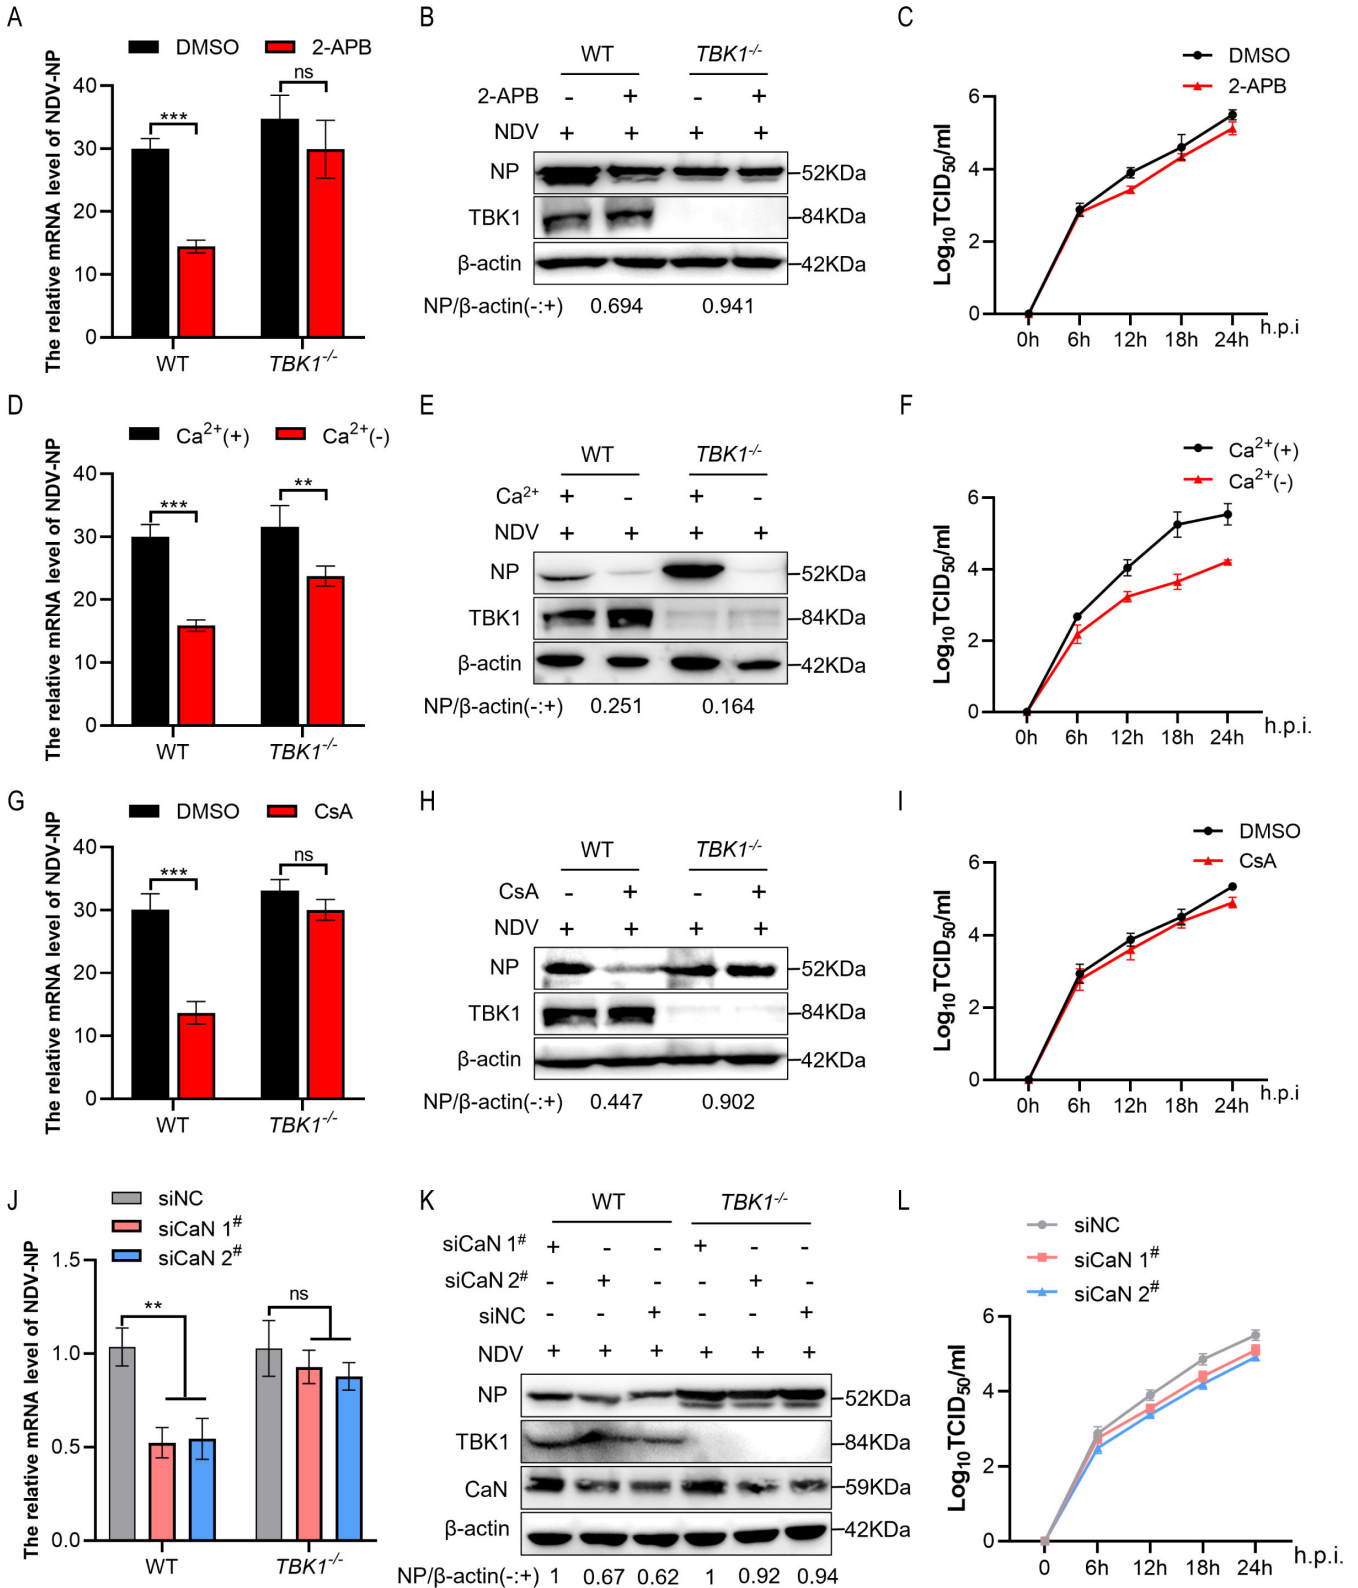 A
DMSO 2-APB
The relative mRNA level of NDV-NP
40
30
20
10
0
***
ns
WT TBK1-/-
B
WT TBK1-/-
2-APB - + - +
NDV + + + +
NP 52KDa
TBK1 84KDa
β-actin 42KDa
NP/β-actin(-:+) 0.694 0.941
C
DMSO
2-APB
Log10TCID50/ml
6
4
2
0
0h 6h 12h 18h 24h h.p.i
D
Ca2+(+) Ca2+(-)
The relative mRNA level of NDV-NP
40
30
20
10
0
***
**
WT TBK1-/-
E
WT TBK1-/-
Ca2+ + - + -
NDV + + + +
NP 52KDa
TBK1 84KDa
β-actin 42KDa
NP/β-actin(-:+) 0.251 0.164
F
Ca2+(+)
Ca2+(-)
Log10TCID50/ml
6
4
2
0
0h 6h 12h 18h 24h h.p.i.
G
DMSO CsA
The relative mRNA level of NDV-NP
40
30
20
10
0
***
ns
WT TBK1-/-
H
WT TBK1-/-
CsA - + - +
NDV + + + +
NP 52KDa
TBK1 84KDa
β-actin 42KDa
NP/β-actin(-:+) 0.447 0.902
I
DMSO
CsA
Log10TCID50/ml
6
4
2
0
0h 6h 12h 18h 24h h.p.i
J
siNC
siCaN 1#
siCaN 2#
The relative mRNA level of NDV-NP
1.5
1.0
0.5
0.0
**
ns
WT TBK1-/-
K
WT TBK1-/-
siCaN 1# + - - + - -
siCaN 2# - + - - + -
siNC - - + - - +
NDV + + + + + +
NP 52KDa
TBK1 84KDa
CaN 59KDa
β-actin 42KDa
NP/β-actin(-:+) 1 0.67 0.62 1 0.92 0.94
L
siNC
siCaN 1#
siCaN 2#
Log10TCID50/ml
6
4
2
0
0 6h 12h 18h 24h h.p.i.